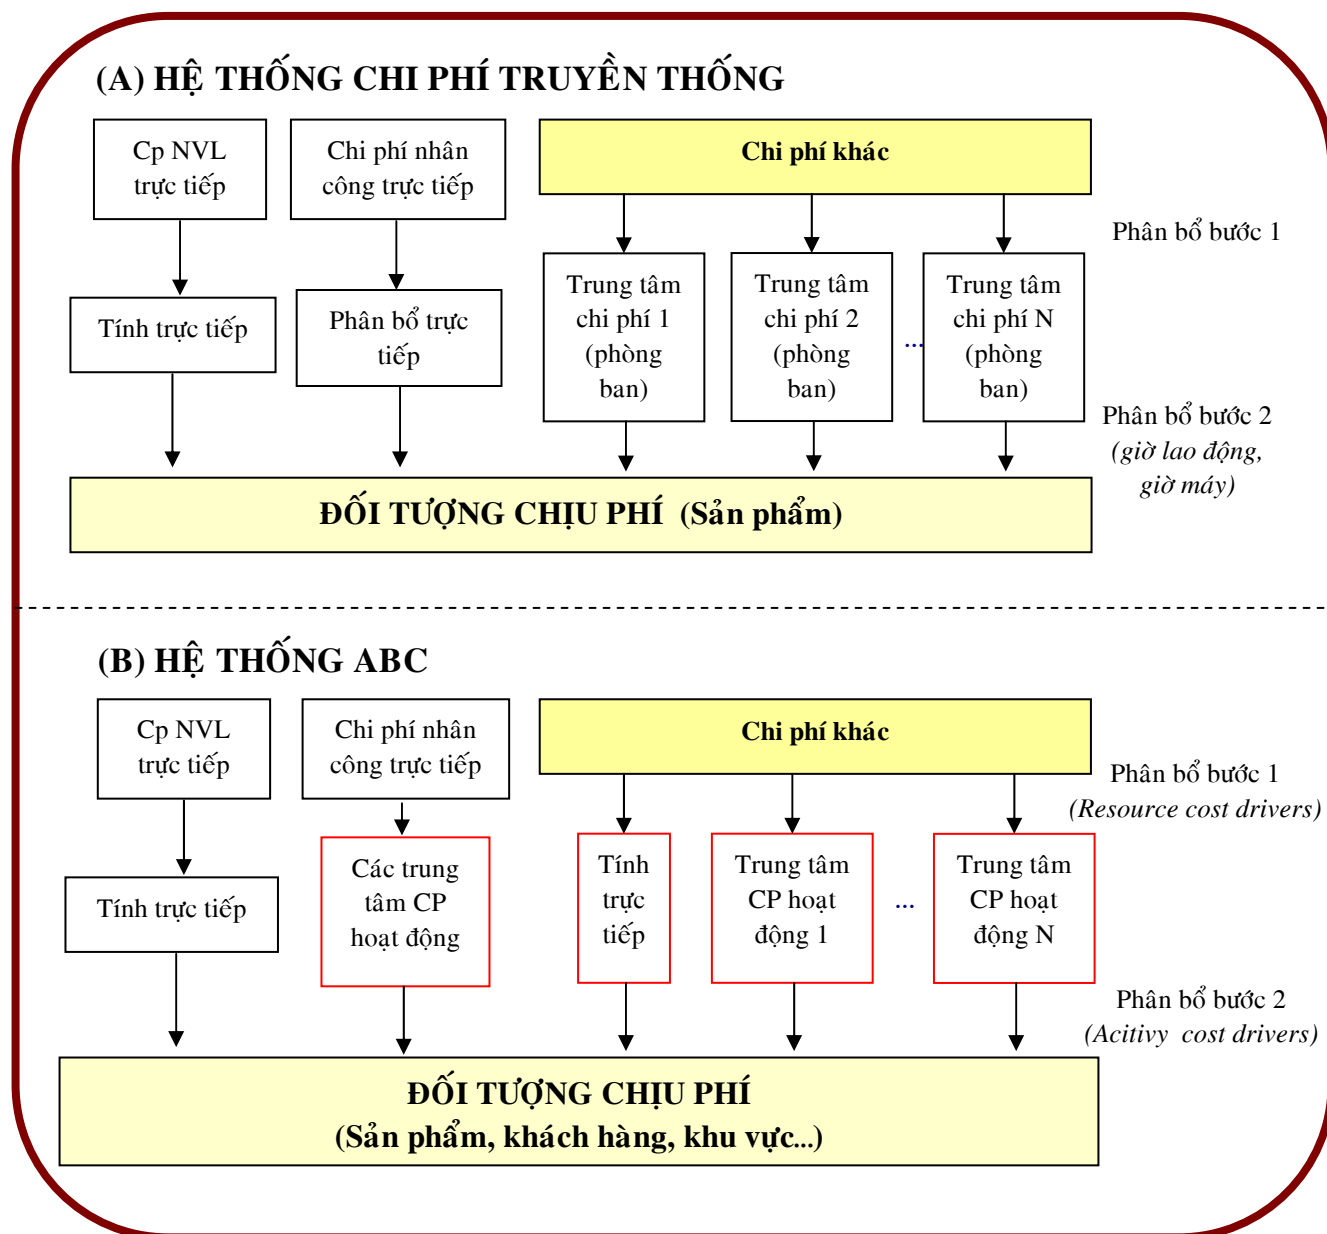 (A) HỆ THỐNG CHI PHÍ TRUYỀN THỐNG
Cp NVL
trực tiếp
Chi phí nhân
công trực tiếp
Chi phí khác
Phân bổ bước 1
Tính trực tiếp
Phân bổ trực
tiếp
Trung tâm
chi phí 1
(phòng
ban)
Trung tâm
chi phí 2
(phòng
ban)
...
Trung tâm
chi phí N
(phòng
ban)
Phân bổ bước 2
(giờ lao động,
giờ máy)
ĐỐI TƯỢNG CHỊU PHÍ (Sản phẩm)
(B) HỆ THỐNG ABC
Cp NVL
trực tiếp
Chi phí nhân
công trực tiếp
Chi phí khác
Phân bổ bước 1
(Resource cost drivers)
Tính trực tiếp
Các trung
tâm CP
hoạt động
Tính
trực
tiếp
Trung tâm
CP hoạt
động 1
...
Trung tâm
CP hoạt
động N
Phân bổ bước 2
(Acitivy cost drivers)
ĐỐI TƯỢNG CHỊU PHÍ
(Sản phẩm, khách hàng, khu vực...)